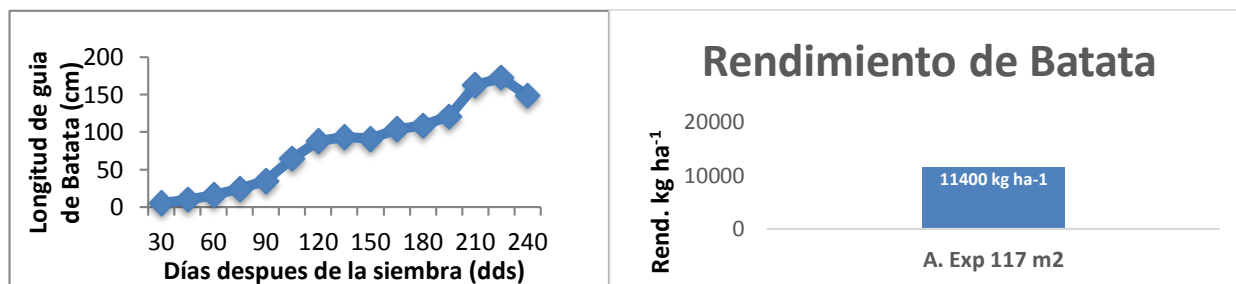 Longitud de guia
de Batata (cm)
200
150
100
50
0
30 60 90 120 150 180 210 240
Días despues de la siembra (dds)
Rendimiento de Batata
Rend. kg ha-1
20000
10000
0
11400 kg ha-1
A. Exp 117 m2